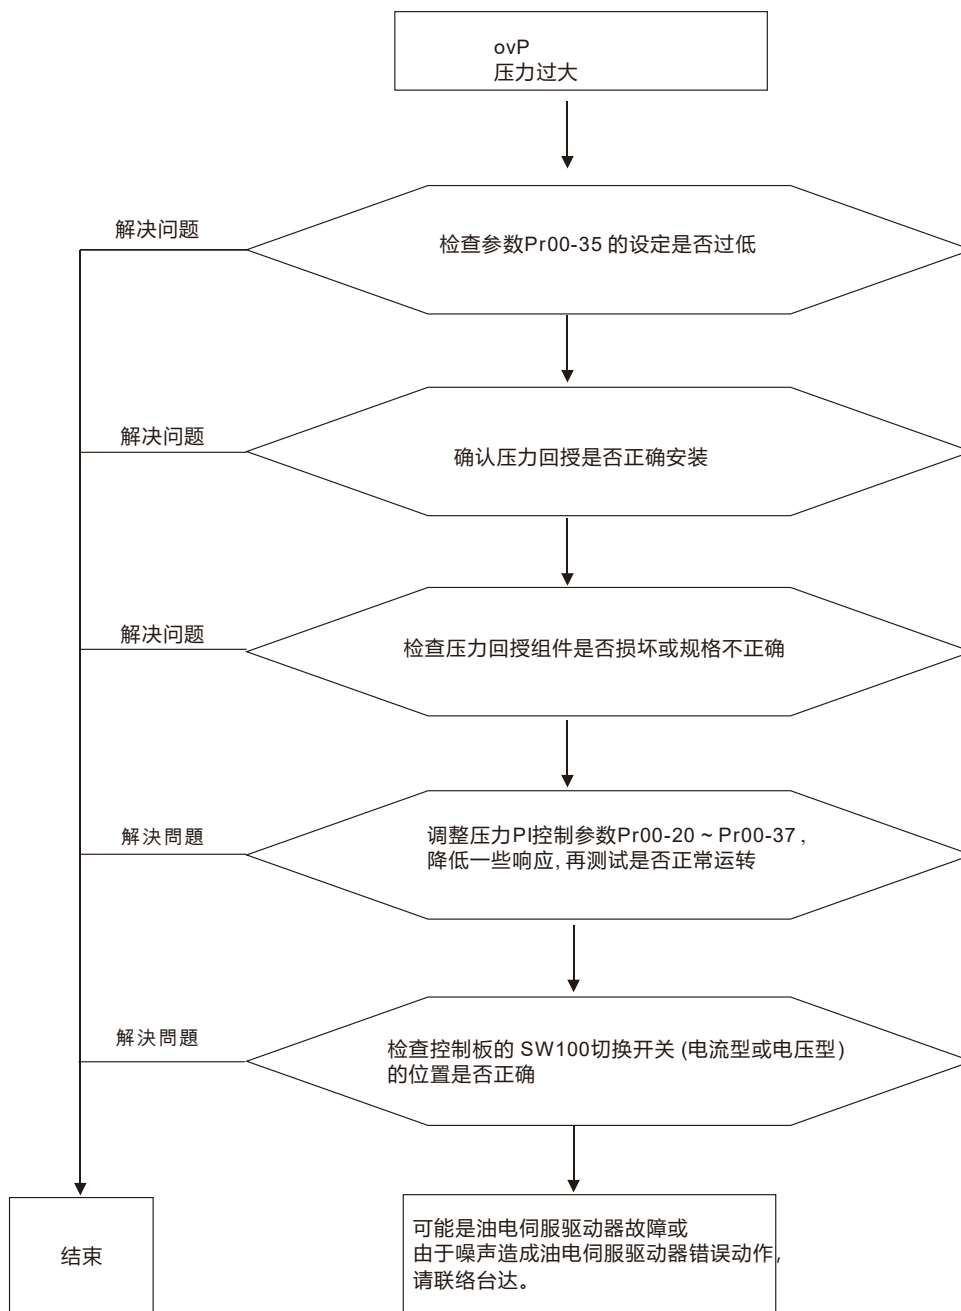 ovP
压力过大
解决问题
检查参数Pr00-35 的设定是否过低
解决问题
确认压力回授是否正确安装
解决问题
检查压力回授组件是否损坏或规格不正确
解決問題
调整压力PI控制参数Pr00-20 ~ Pr00-37 ,
降低一些响应, 再测试是否正常运转
解決問題
检查控制板的 SW100切换开关 (电流型或电压型)
的位置是否正确
结束
可能是油电伺服驱动器故障或
由于噪声造成油电伺服驱动器错误动作,
请联络台达。